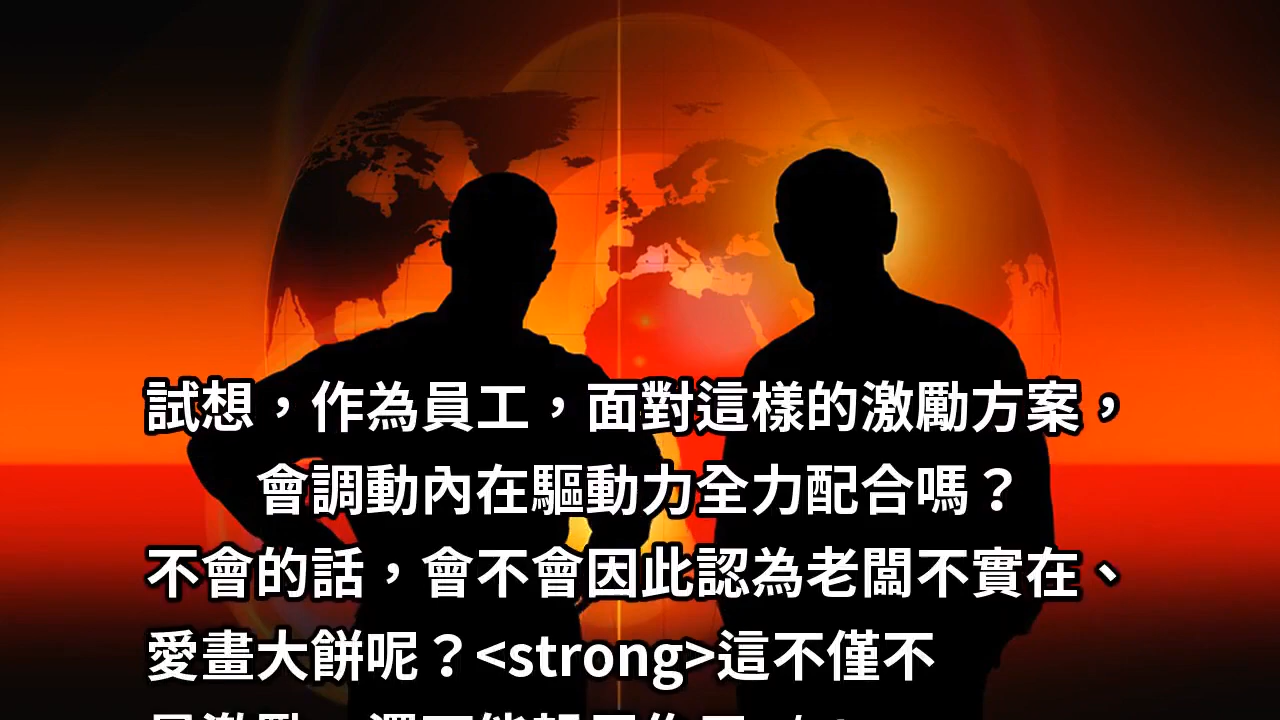 試想，作為員工，面對這樣的激勵方案，
會調動內在驅動力全力配合嗎？
不會的話，會不會因此認為老闆不實在、
愛畫大餅呢？<strong>這不僅不